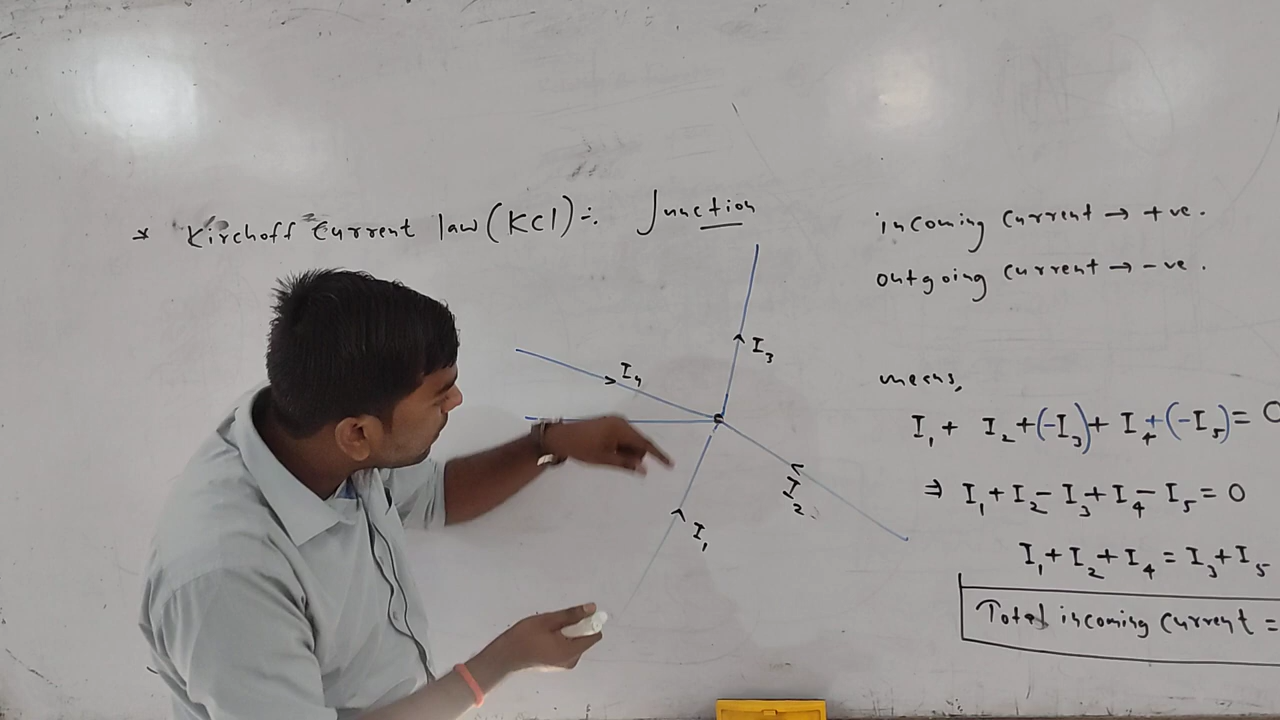 * Kirchoff Current law (KCl) :- Junction
incoming current → +ve.
outgoing current → -ve.
I₃
I₄
I₂
I₁
means,
I₁ + I₂ + (-I₃) + I₄ + (-I₅) = 0
⇒ I₁ + I₂ - I₃ + I₄ - I₅ = 0
I₁ + I₂ + I₄ = I₃ + I₅
Total incoming current =